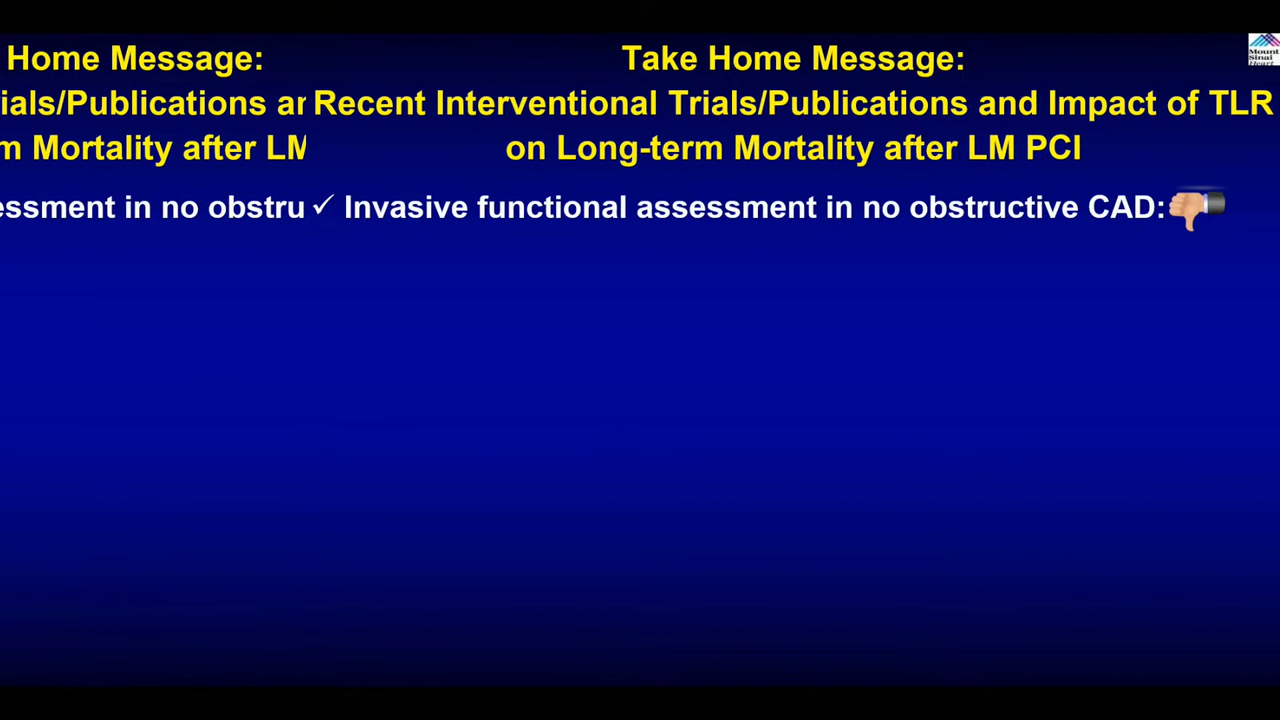 Home Message:
ials/Publications ar
m Mortality after LM
essment in no obstru
Take Home Message:
Recent Interventional Trials/Publications and Impact of TLR
on Long-term Mortality after LM PCI
✓ Invasive functional assessment in no obstructive CAD:
Mount
Sinai
Heart